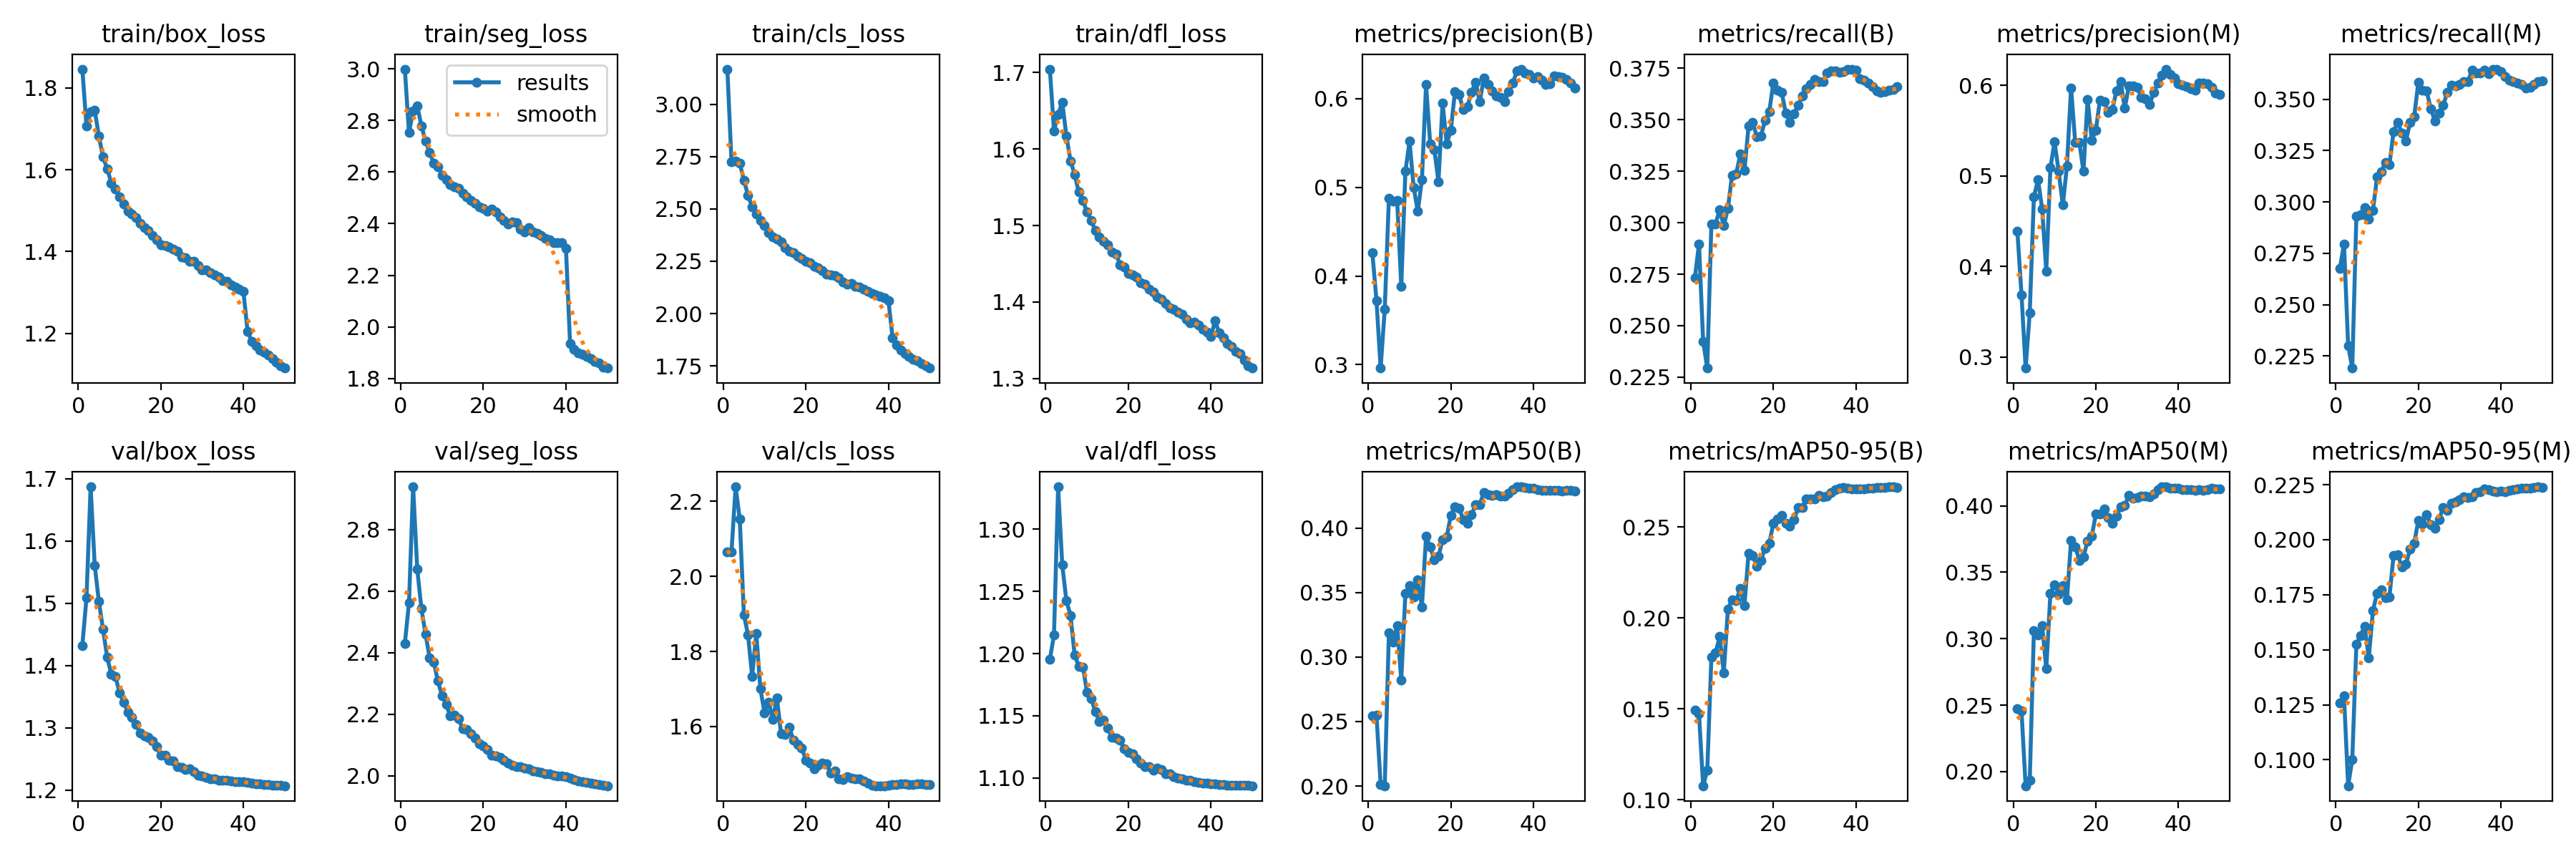 train/box_loss
1.8
1.6
1.4
1.2
0 20 40
train/seg_loss
results
smooth
3.0
2.8
2.6
2.4
2.2
2.0
1.8
0 20 40
train/cls_loss
3.00
2.75
2.50
2.25
2.00
1.75
0 20 40
train/dfl_loss
1.7
1.6
1.5
1.4
1.3
0 20 40
metrics/precision(B)
0.6
0.5
0.4
0.3
0 20 40
metrics/recall(B)
0.375
0.350
0.325
0.300
0.275
0.250
0.225
0 20 40
metrics/precision(M)
0.6
0.5
0.4
0.3
0 20 40
metrics/recall(M)
0.350
0.325
0.300
0.275
0.250
0.225
0 20 40
val/box_loss
1.7
1.6
1.5
1.4
1.3
1.2
0 20 40
val/seg_loss
2.8
2.6
2.4
2.2
2.0
0 20 40
val/cls_loss
2.2
2.0
1.8
1.6
0 20 40
val/dfl_loss
1.30
1.25
1.20
1.15
1.10
0 20 40
metrics/mAP50(B)
0.40
0.35
0.30
0.25
0.20
0 20 40
metrics/mAP50-95(B)
0.25
0.20
0.15
0.10
0 20 40
metrics/mAP50(M)
0.40
0.35
0.30
0.25
0.20
0 20 40
metrics/mAP50-95(M)
0.225
0.200
0.175
0.150
0.125
0.100
0 20 40